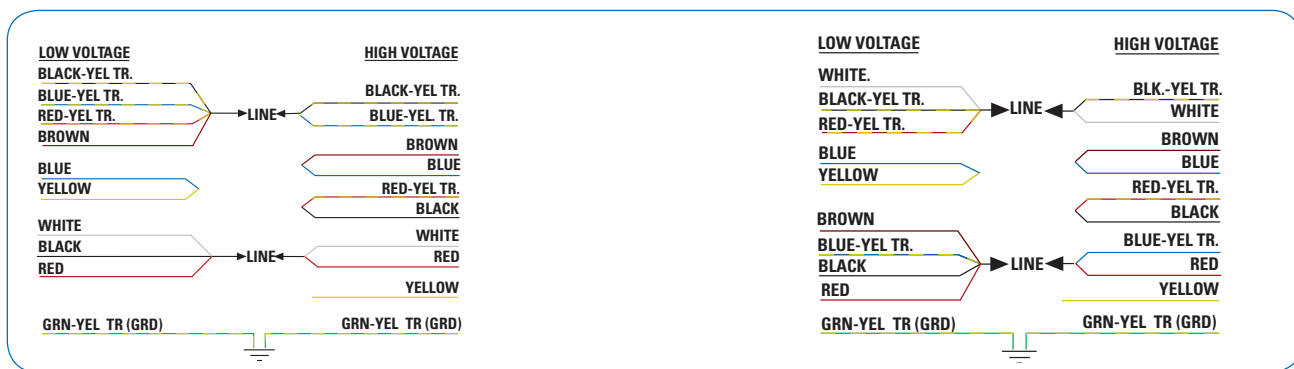 LOW VOLTAGE
BLACK-YEL TR.
BLUE-YEL TR.
RED-YEL TR.
BROWN
BLUE
YELLOW
WHITE
BLACK
RED
GRN-YEL TR (GRD)
LINE
LINE
HIGH VOLTAGE
BLACK-YEL TR.
BLUE-YEL. TR.
BROWN
BLUE
RED-YEL TR.
BLACK
WHITE
RED
YELLOW
GRN-YEL TR (GRD)
LOW VOLTAGE
WHITE.
BLACK-YEL TR.
RED-YEL TR.
BLUE
YELLOW
BROWN
BLUE-YEL TR.
BLACK
RED
GRN-YEL TR (GRD)
LINE
LINE
HIGH VOLTAGE
BLK.-YEL TR.
WHITE
BROWN
BLUE
RED-YEL TR.
BLACK
BLUE-YEL TR.
RED
YELLOW
GRN-YEL TR (GRD)